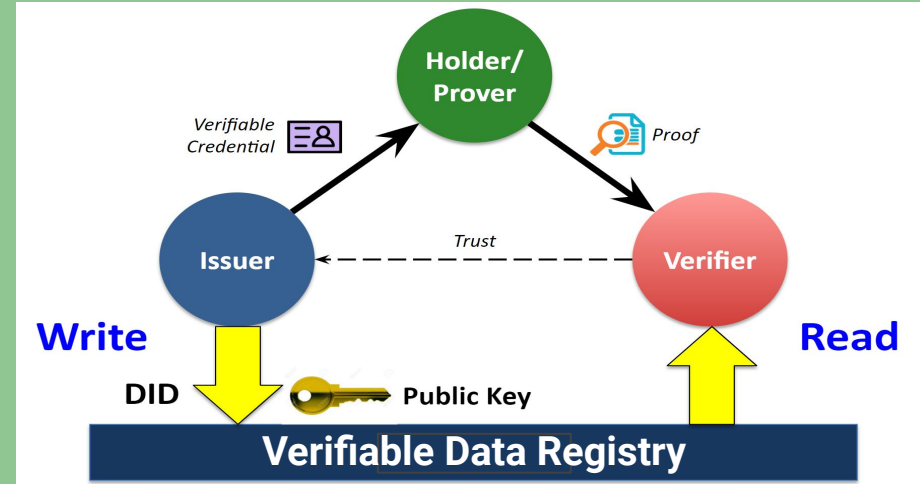 Holder/
Prover
Verifiable
Credential
Proof
Issuer
Trust
Verifier
Write
Read
DID
Public Key
Verifiable Data Registry